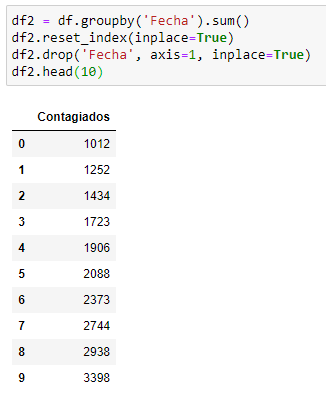 df2 = df.groupby('Fecha').sum()
df2.reset_index(inplace=True)
df2.drop('Fecha', axis=1, inplace=True)
df2.head(10)
Contagiados
0 1012
1 1252
2 1434
3 1723
4 1906
5 2088
6 2373
7 2744
8 2938
9 3398